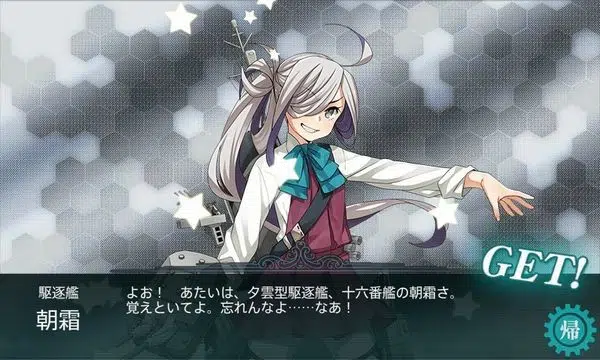 GET!
駆逐艦
朝霜
よお！　あたいは、夕雲型駆逐艦、十六番艦の朝霜さ。
覚えといてよ。忘れんなよ……なあ！
帰